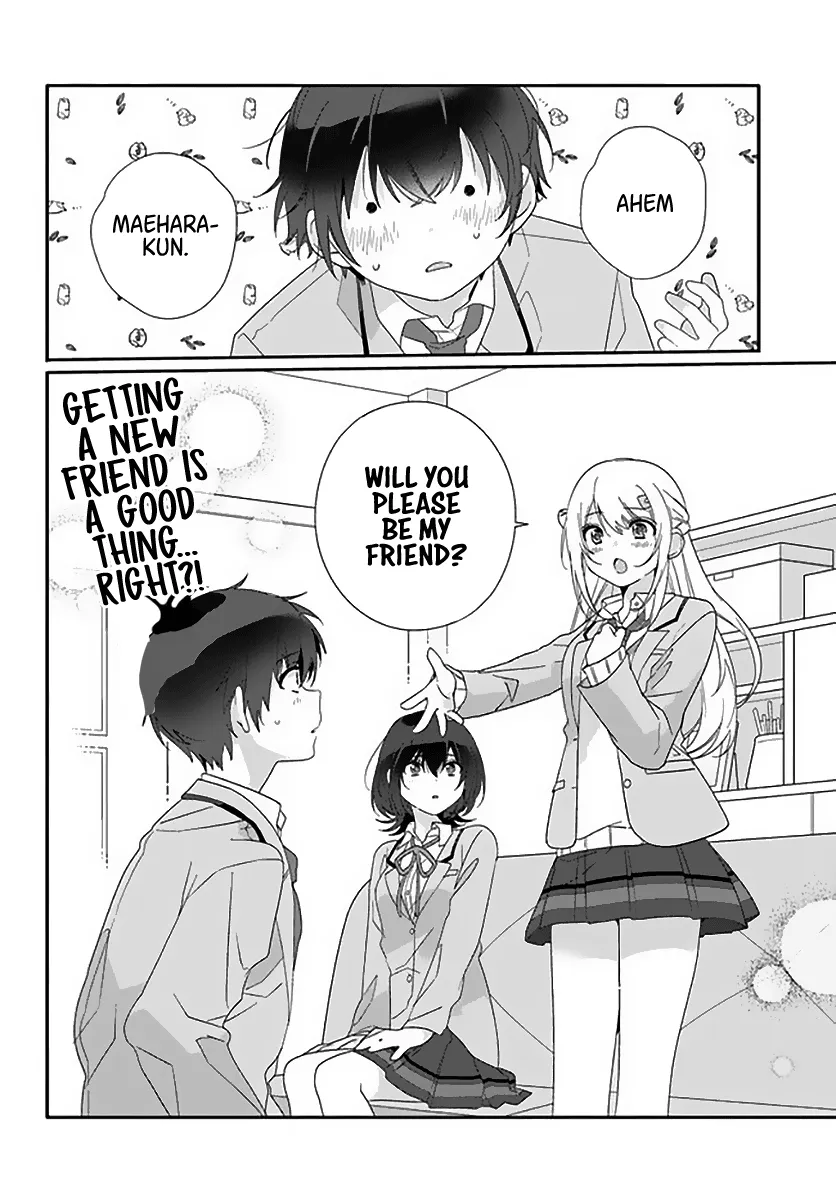 AHEM
MAEHARA-
KUN.
WILL YOU
PLEASE
BE MY
FRIEND?
GETTING
A NEW
FRIEND IS
A GOOD
THING...
RIGHT?!